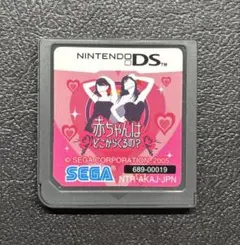 NINTENDO DS
赤ちゃんは
どこからくるの?
© SEGA CORPORATION, 2005
SEGA
689-00019
NTR-AKAJ-JPN